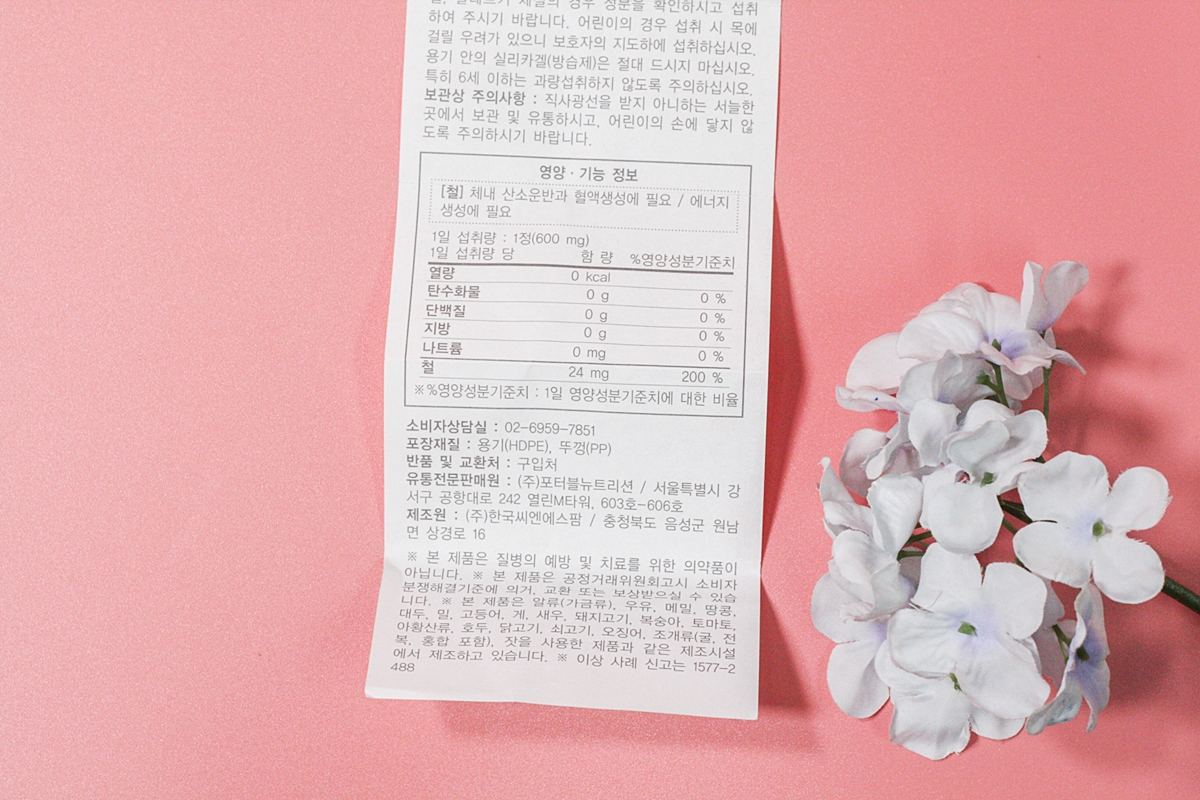 경우 성분을 확인하시고 섭취
하여 주시기 바랍니다. 어린이의 경우 섭취 시 목에
걸릴 우려가 있으니 보호자의 지도하에 섭취하십시오.
용기 안의 실리카겔(방습제)은 절대 드시지 마십시오.
특히 6세 이하는 과량섭취하지 않도록 주의하십시오.
보관상 주의사항 : 직사광선을 받지 아니하는 서늘한
곳에서 보관 및 유통하시고, 어린이의 손에 닿지 않
도록 주의하시기 바랍니다.
영양 · 기능 정보
[철] 체내 산소운반과 혈액생성에 필요 / 에너지
생성에 필요
1일 섭취량 : 1정(600 mg)
1일 섭취량 당 함 량 %영양성분기준치
열량 0 kcal
탄수화물 0 g 0 %
단백질 0 g 0 %
지방 0 g 0 %
나트륨 0 mg 0 %
철 24 mg 200 %
※%영양성분기준치 : 1일 영양성분기준치에 대한 비율
소비자상담실 : 02-6959-7851
포장재질 : 용기(HDPE), 뚜껑(PP)
반품 및 교환처 : 구입처
유통전문판매원 : (주)포터블뉴트리션 / 서울특별시 강
서구 공항대로 242 열린M타워, 603호-606호
제조원 : (주)한국씨엔에스팜 / 충청북도 음성군 원남
면 상경로 16
※ 본 제품은 질병의 예방 및 치료를 위한 의약품이
아닙니다. ※ 본 제품은 공정거래위원회고시 소비자
분쟁해결기준에 의거, 교환 또는 보상받으실 수 있습
니다. ※ 본 제품은 알류(가금류), 우유, 메밀, 땅콩,
대두, 밀, 고등어, 게, 새우, 돼지고기, 복숭아, 토마토,
아황산류, 호두, 닭고기, 쇠고기, 오징어, 조개류(굴, 전
복, 홍합 포함), 잣을 사용한 제품과 같은 제조시설
에서 제조하고 있습니다. ※ 이상 사례 신고는 1577-2
488